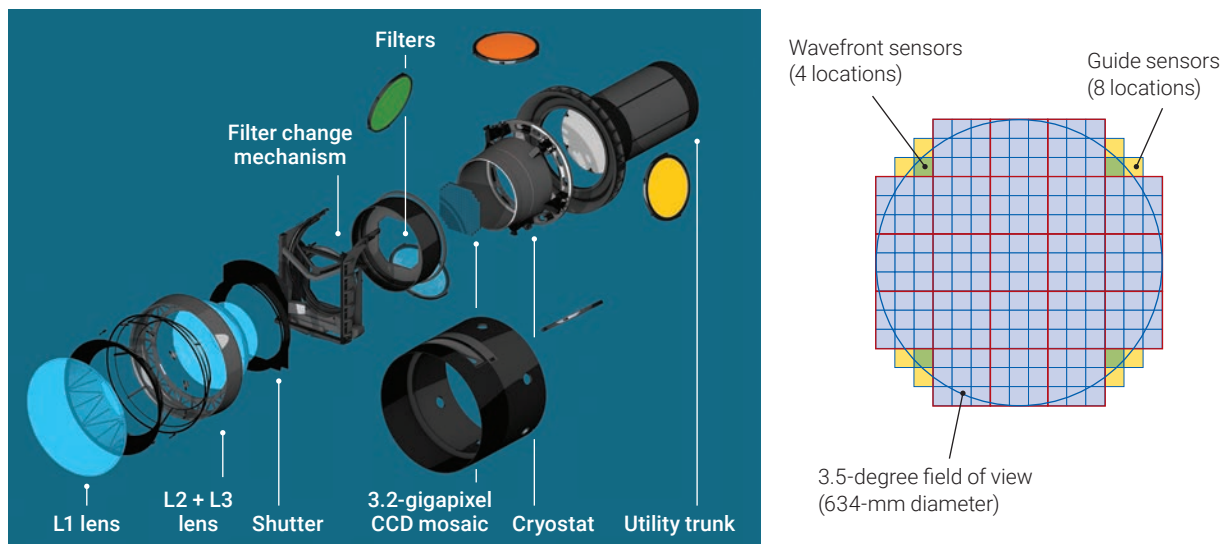 Filters
Filter change
mechanism
L1 lens
L2 + L3
lens
Shutter
3.2-gigapixel
CCD mosaic
Cryostat
Utility trunk
Wavefront sensors
(4 locations)
Guide sensors
(8 locations)
3.5-degree field of view
(634-mm diameter)